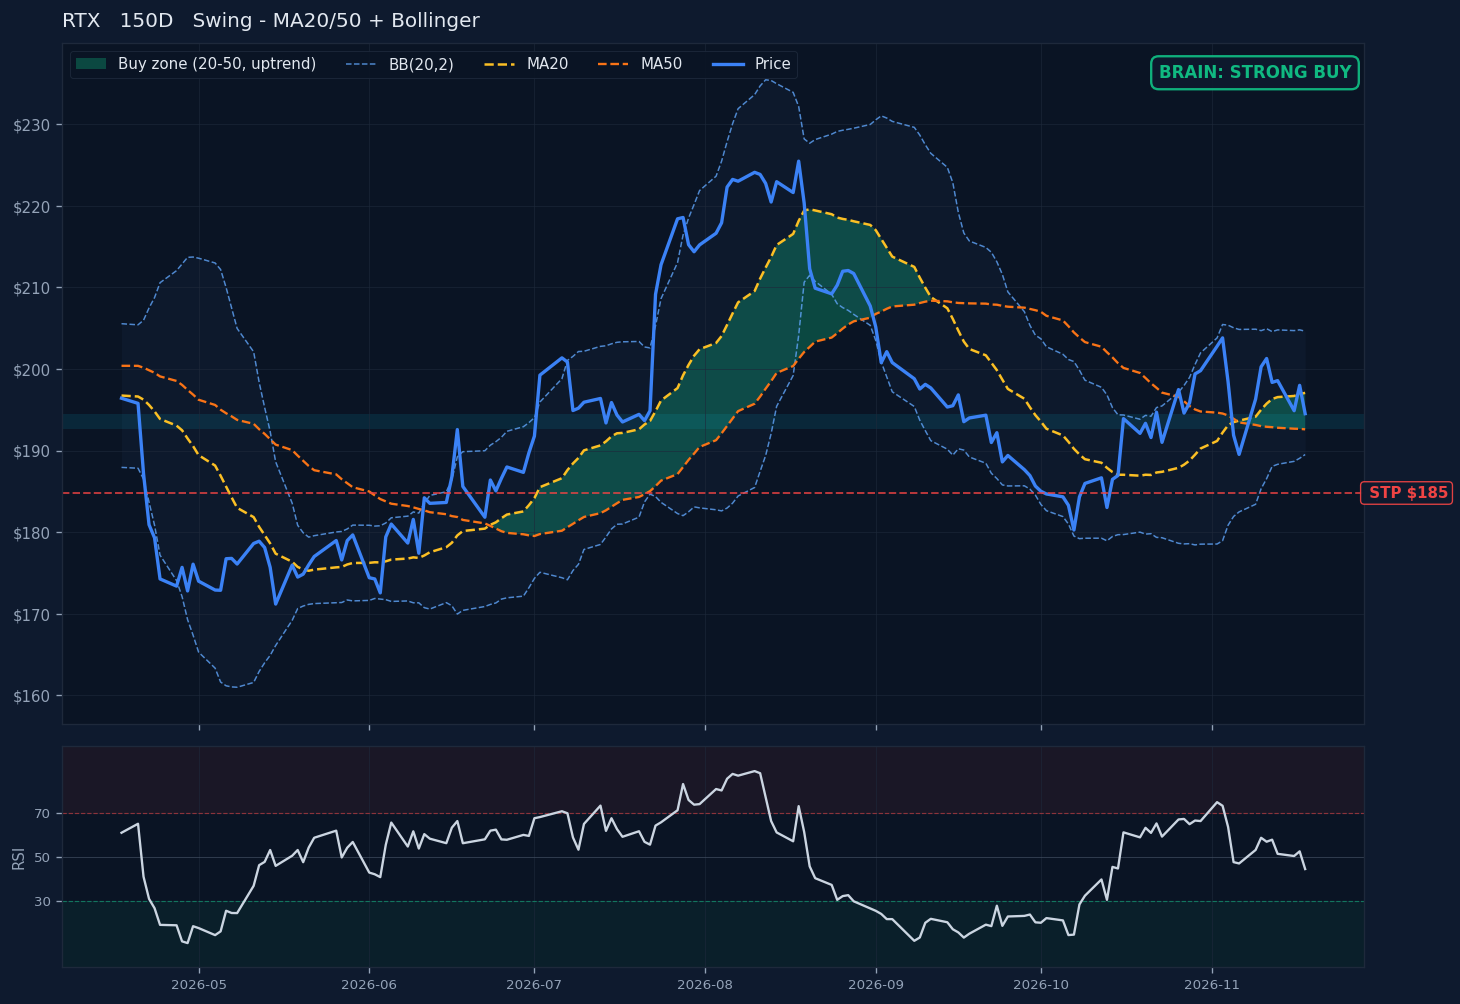 RTX 150D Swing - MA20/50 + Bollinger
Buy zone (20-50, uptrend) BB(20,2) MA20 MA50 Price
BRAIN: STRONG BUY
$230
$220
$210
$200
$190
STP $185
$180
$170
$160
RSI
70
50
30
2026-05 2026-06 2026-07 2026-08 2026-09 2026-10 2026-11